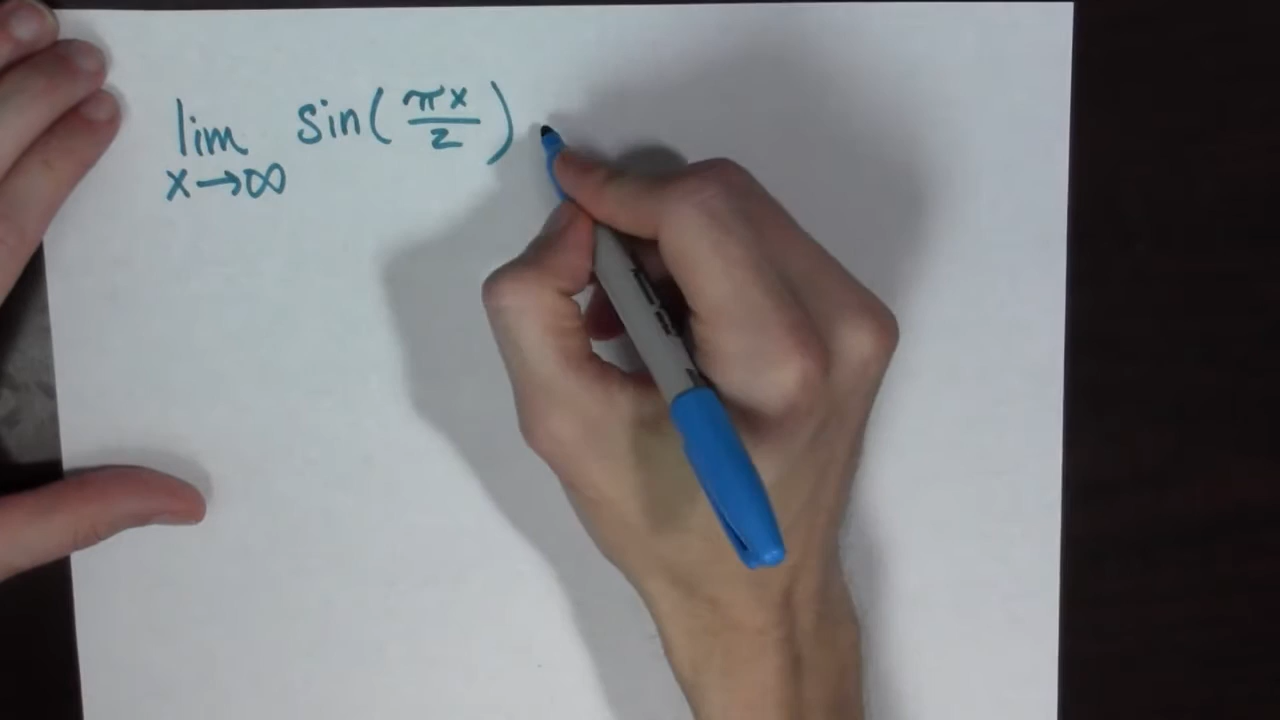 lim sin(πx/2)
x→∞